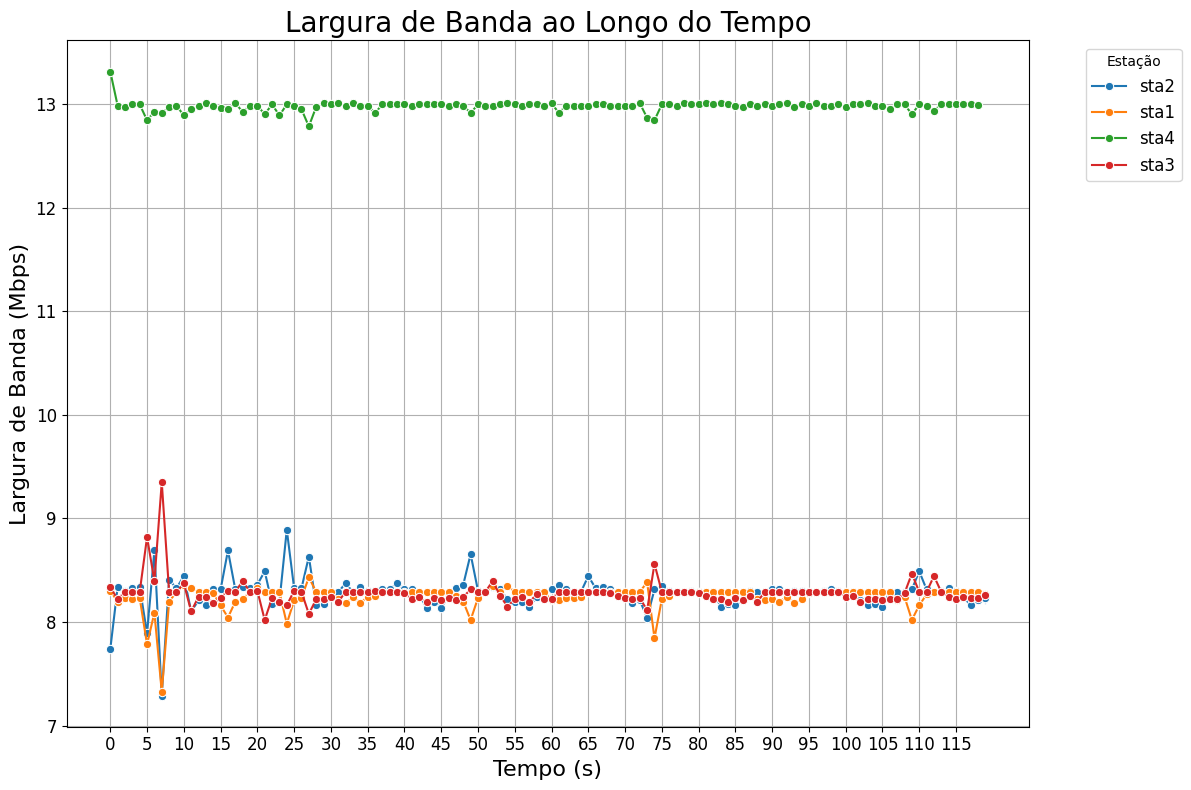 Largura de Banda ao Longo do Tempo
Largura de Banda (Mbps)
13
12
11
10
9
8
7
0 5 10 15 20 25 30 35 40 45 50 55 60 65 70 75 80 85 90 95 100 105 110 115
Tempo (s)
Estação
sta2
sta1
sta4
sta3